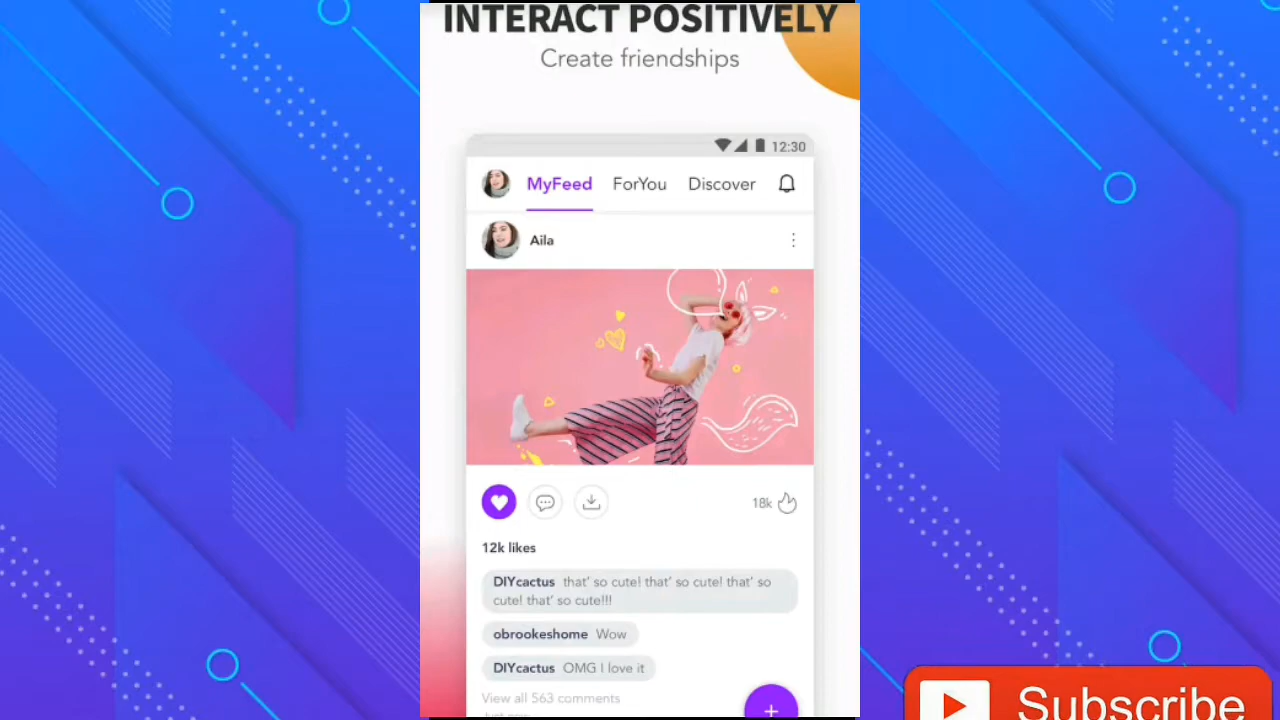 INTERACT POSITIVELY
Create friendships
12:30
MyFeed ForYou Discover
Aila
18k
12k likes
DIYcactus that' so cute! that' so cute! that' so
cute! that' so cute!!!
obrookeshome Wow
DIYcactus OMG I love it
View all 563 comments
Subscribe